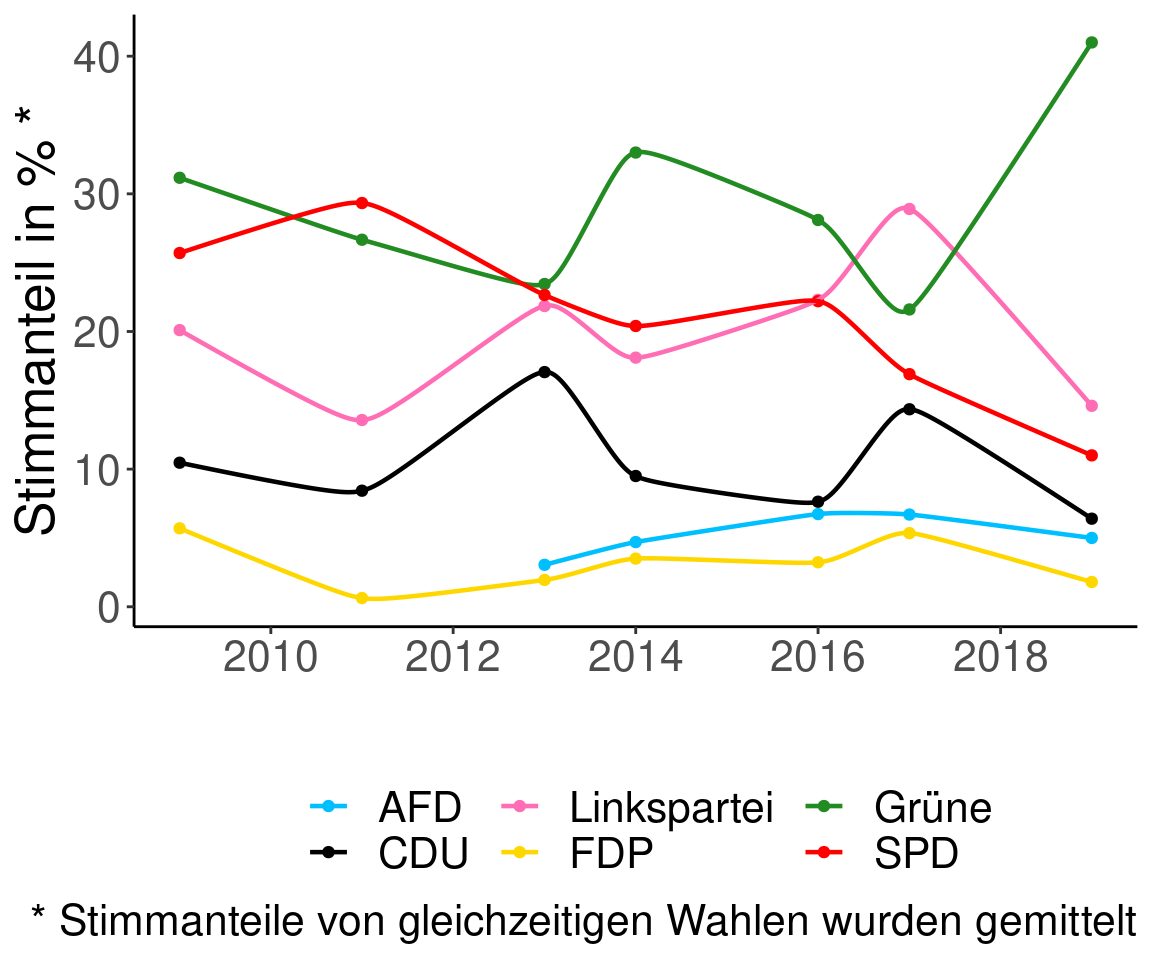 Stimmanteil in % *
40
30
20
10
0
2010 2012 2014 2016 2018
AFD Linkspartei Grüne
CDU FDP SPD
* Stimmanteile von gleichzeitigen Wahlen wurden gemittelt